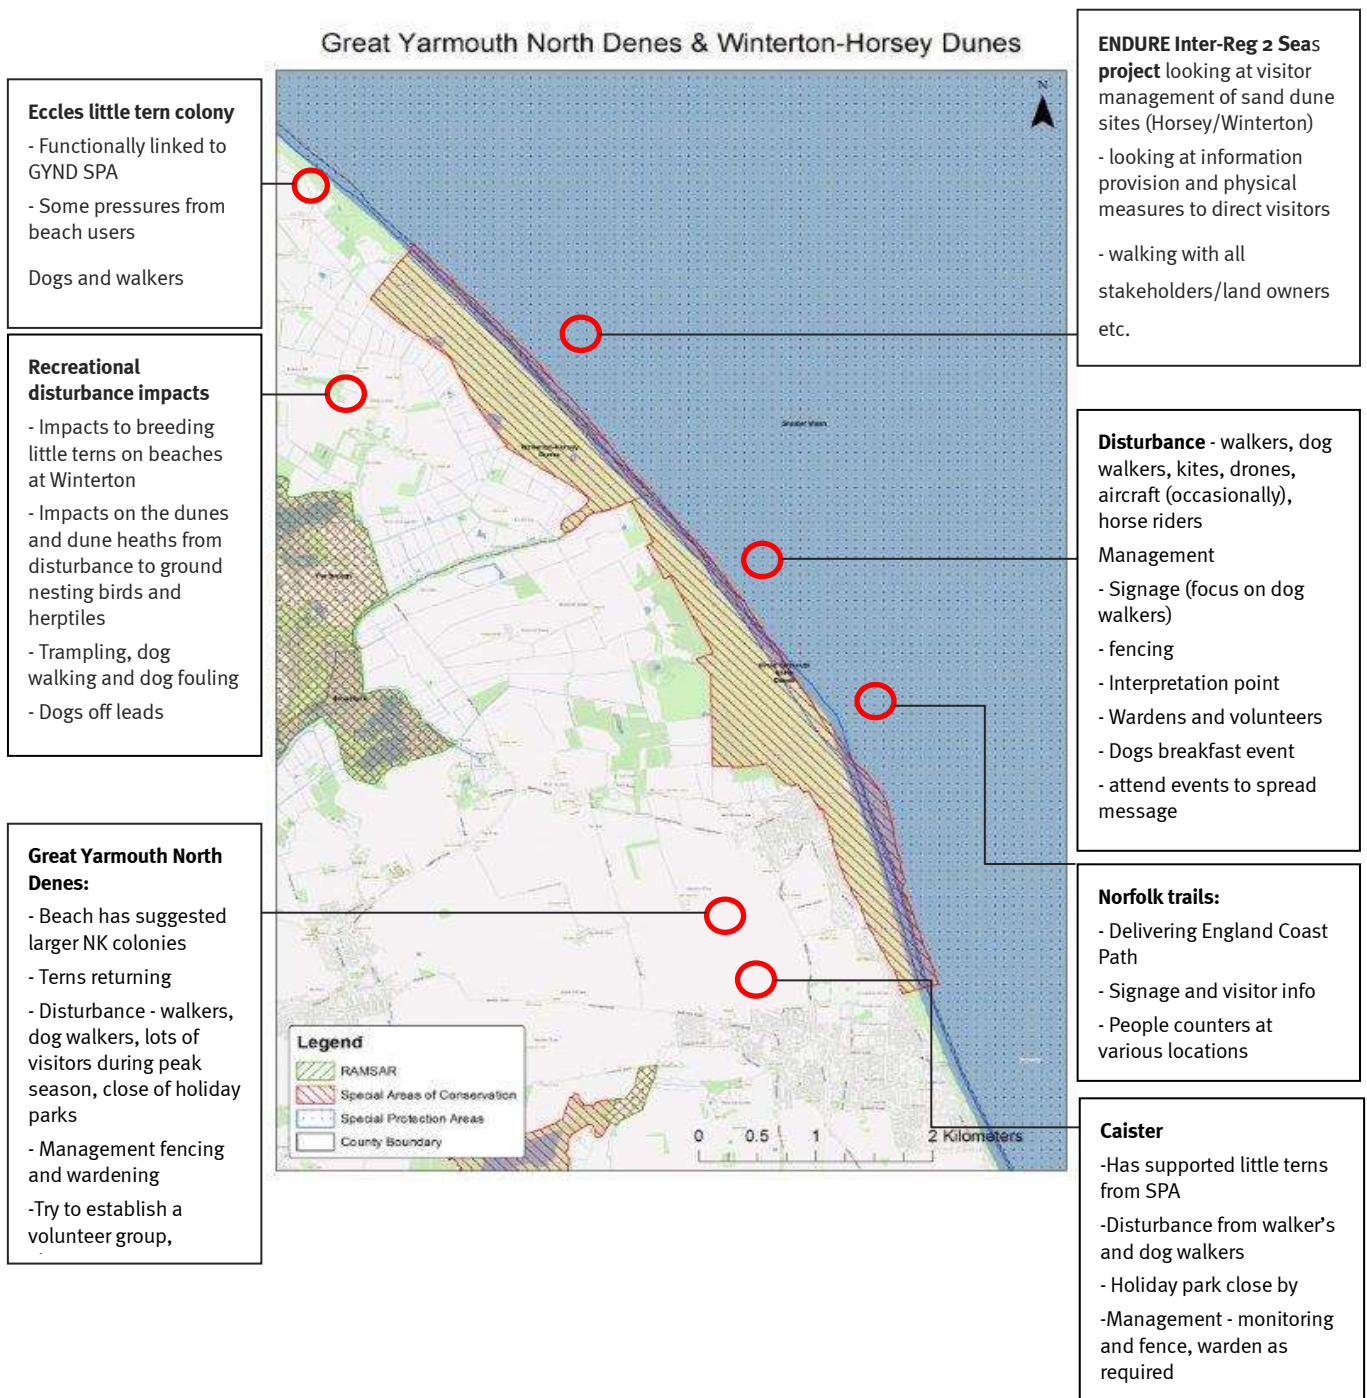 Great Yarmouth North Denes & Winterton-Horsey Dunes
Eccles little tern colony
- Functionally linked to
GYND SPA
- Some pressures from
beach users
Dogs and walkers
Recreational
disturbance impacts
- Impacts to breeding
little terns on beaches
at Winterton
- Impacts on the dunes
and dune heaths from
disturbance to ground
nesting birds and
herptiles
- Trampling, dog
walking and dog fouling
- Dogs off leads
Great Yarmouth North
Denes:
- Beach has suggested
larger NK colonies
- Terns returning
- Disturbance - walkers,
dog walkers, lots of
visitors during peak
season, close of holiday
parks
- Management fencing
and wardening
-Try to establish a
volunteer group,
N
Greater Wash
Winterton-Horsey
Dunes
Great Yarmouth
North
Denes
Legend
RAMSAR
Special Areas of Conservation
Special Protection Areas
County Boundary
0 0.5 1 2 Kilometers
ENDURE Inter-Reg 2 Seas
project looking at visitor
management of sand dune
sites (Horsey/Winterton)
- looking at information
provision and physical
measures to direct visitors
- walking with all
stakeholders/land owners
etc.
Disturbance - walkers, dog
walkers, kites, drones,
aircraft (occasionally),
horse riders
Management
- Signage (focus on dog
walkers)
- fencing
- Interpretation point
- Wardens and volunteers
- Dogs breakfast event
- attend events to spread
message
Norfolk trails:
- Delivering England Coast
Path
- Signage and visitor info
- People counters at
various locations
Caister
-Has supported little terns
from SPA
-Disturbance from walker's
and dog walkers
- Holiday park close by
-Management - monitoring
and fence, warden as
required